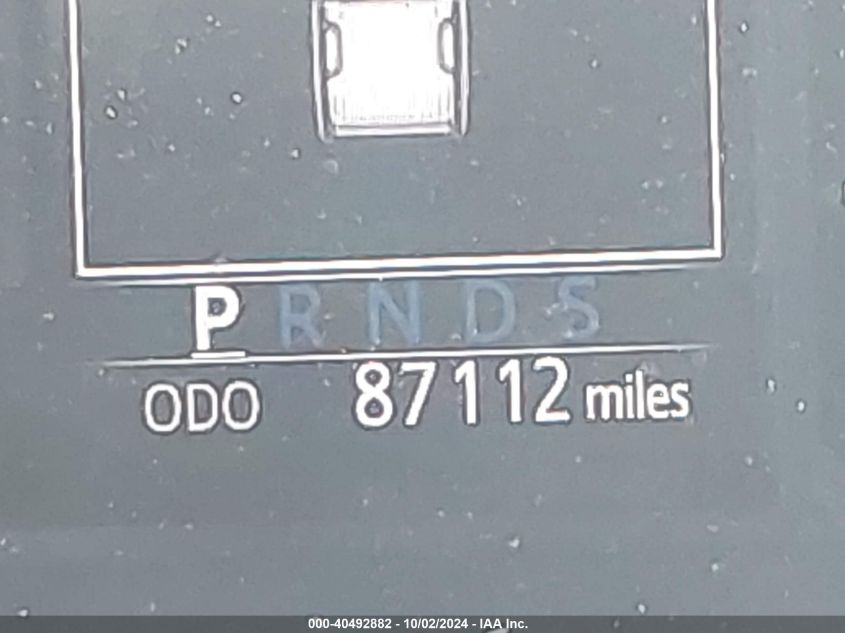 P R N D S
ODO 87112 miles
000-40492882 - 10/02/2024 - IAA Inc.